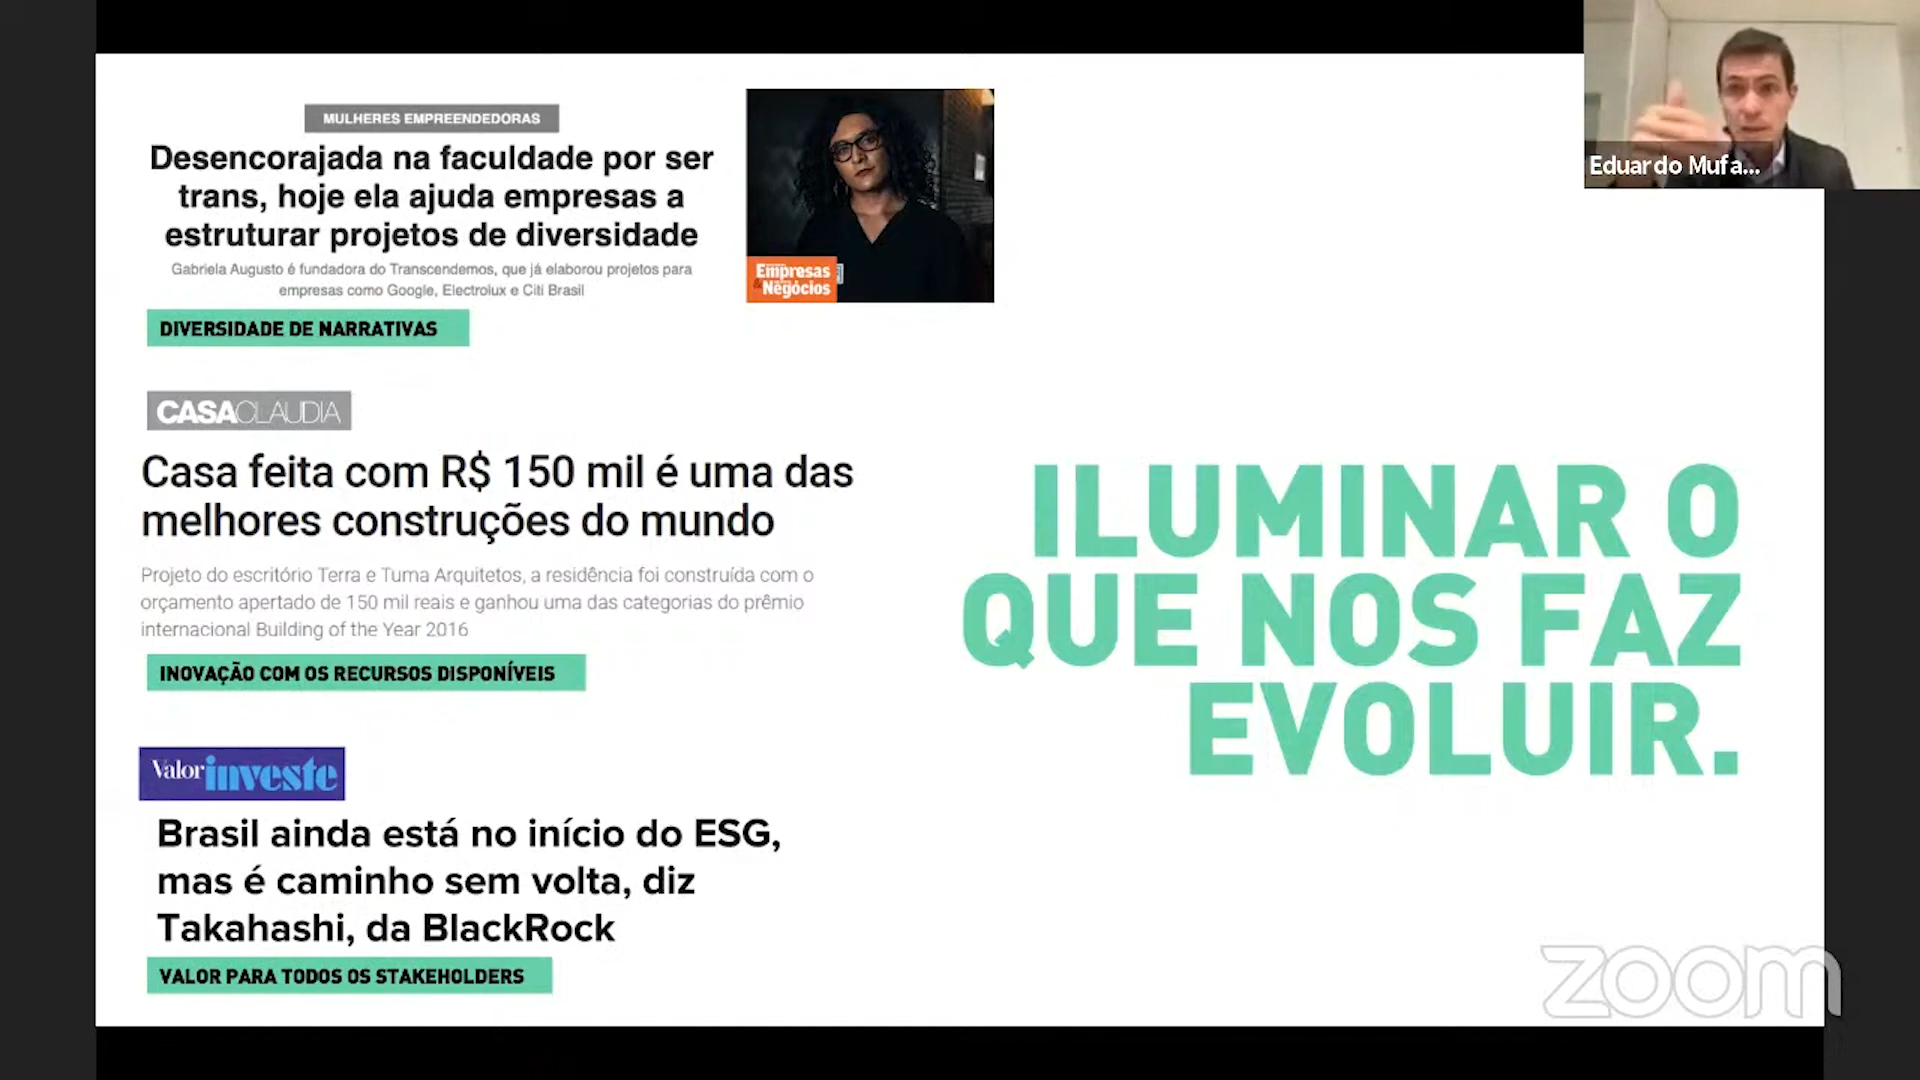 MULHERES EMPREENDEDORAS
Desencorajada na faculdade por ser
trans, hoje ela ajuda empresas a
estruturar projetos de diversidade
Gabriela Augusto é fundadora do Transcendemos, que já elaborou projetos para
empresas como Google, Electrolux e Citi Brasil
Empresas
& Negócios
DIVERSIDADE DE NARRATIVAS
CASACLAUDIA
Casa feita com R$ 150 mil é uma das
melhores construções do mundo
Projeto do escritório Terra e Tuma Arquitetos, a residência foi construída com o
orçamento apertado de 150 mil reais e ganhou uma das categorias do prêmio
internacional Building of the Year 2016
INOVAÇÃO COM OS RECURSOS DISPONÍVEIS
Valor investe
Brasil ainda está no início do ESG,
mas é caminho sem volta, diz
Takahashi, da BlackRock
VALOR PARA TODOS OS STAKEHOLDERS
ILUMINAR O
QUE NOS FAZ
EVOLUIR.
Eduardo Mufa...
zoom